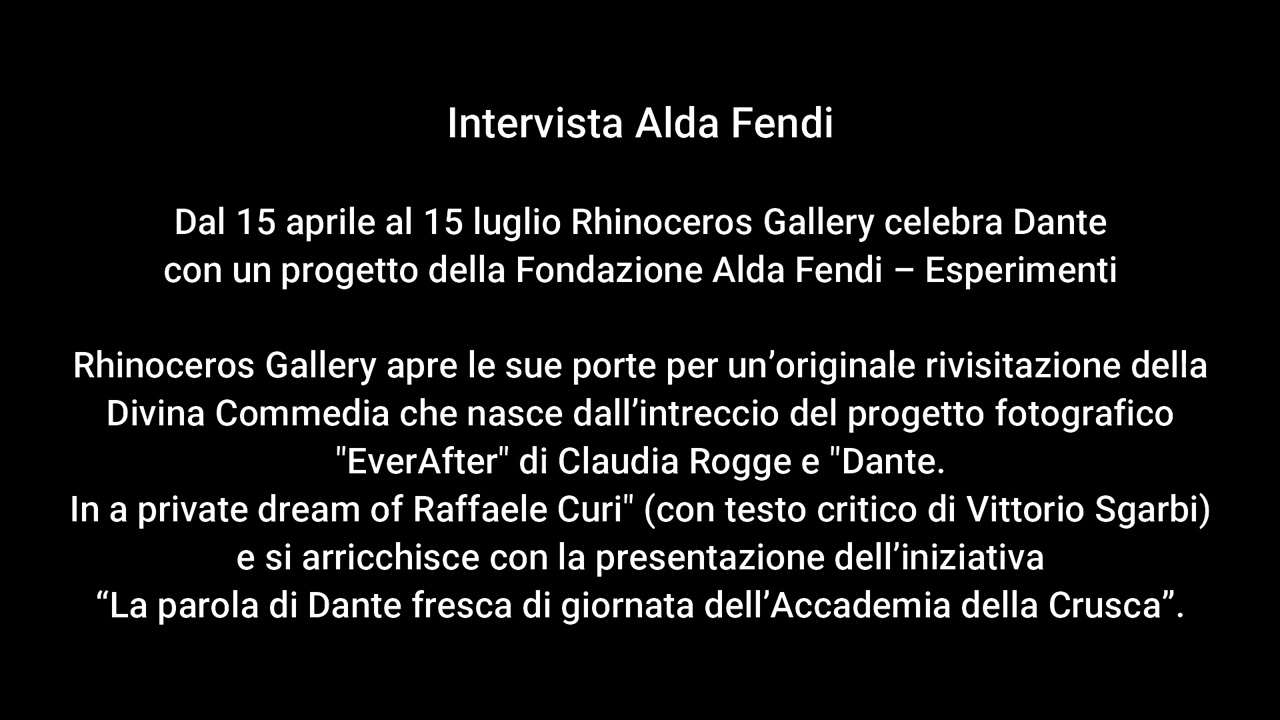 Intervista Alda Fendi
Dal 15 aprile al 15 luglio Rhinoceros Gallery celebra Dante
con un progetto della Fondazione Alda Fendi – Esperimenti
Rhinoceros Gallery apre le sue porte per un’originale rivisitazione della
Divina Commedia che nasce dall’intreccio del progetto fotografico
"EverAfter" di Claudia Rogge e "Dante.
In a private dream of Raffaele Curi" (con testo critico di Vittorio Sgarbi)
e si arricchisce con la presentazione dell’iniziativa
“La parola di Dante fresca di giornata dell’Accademia della Crusca”.